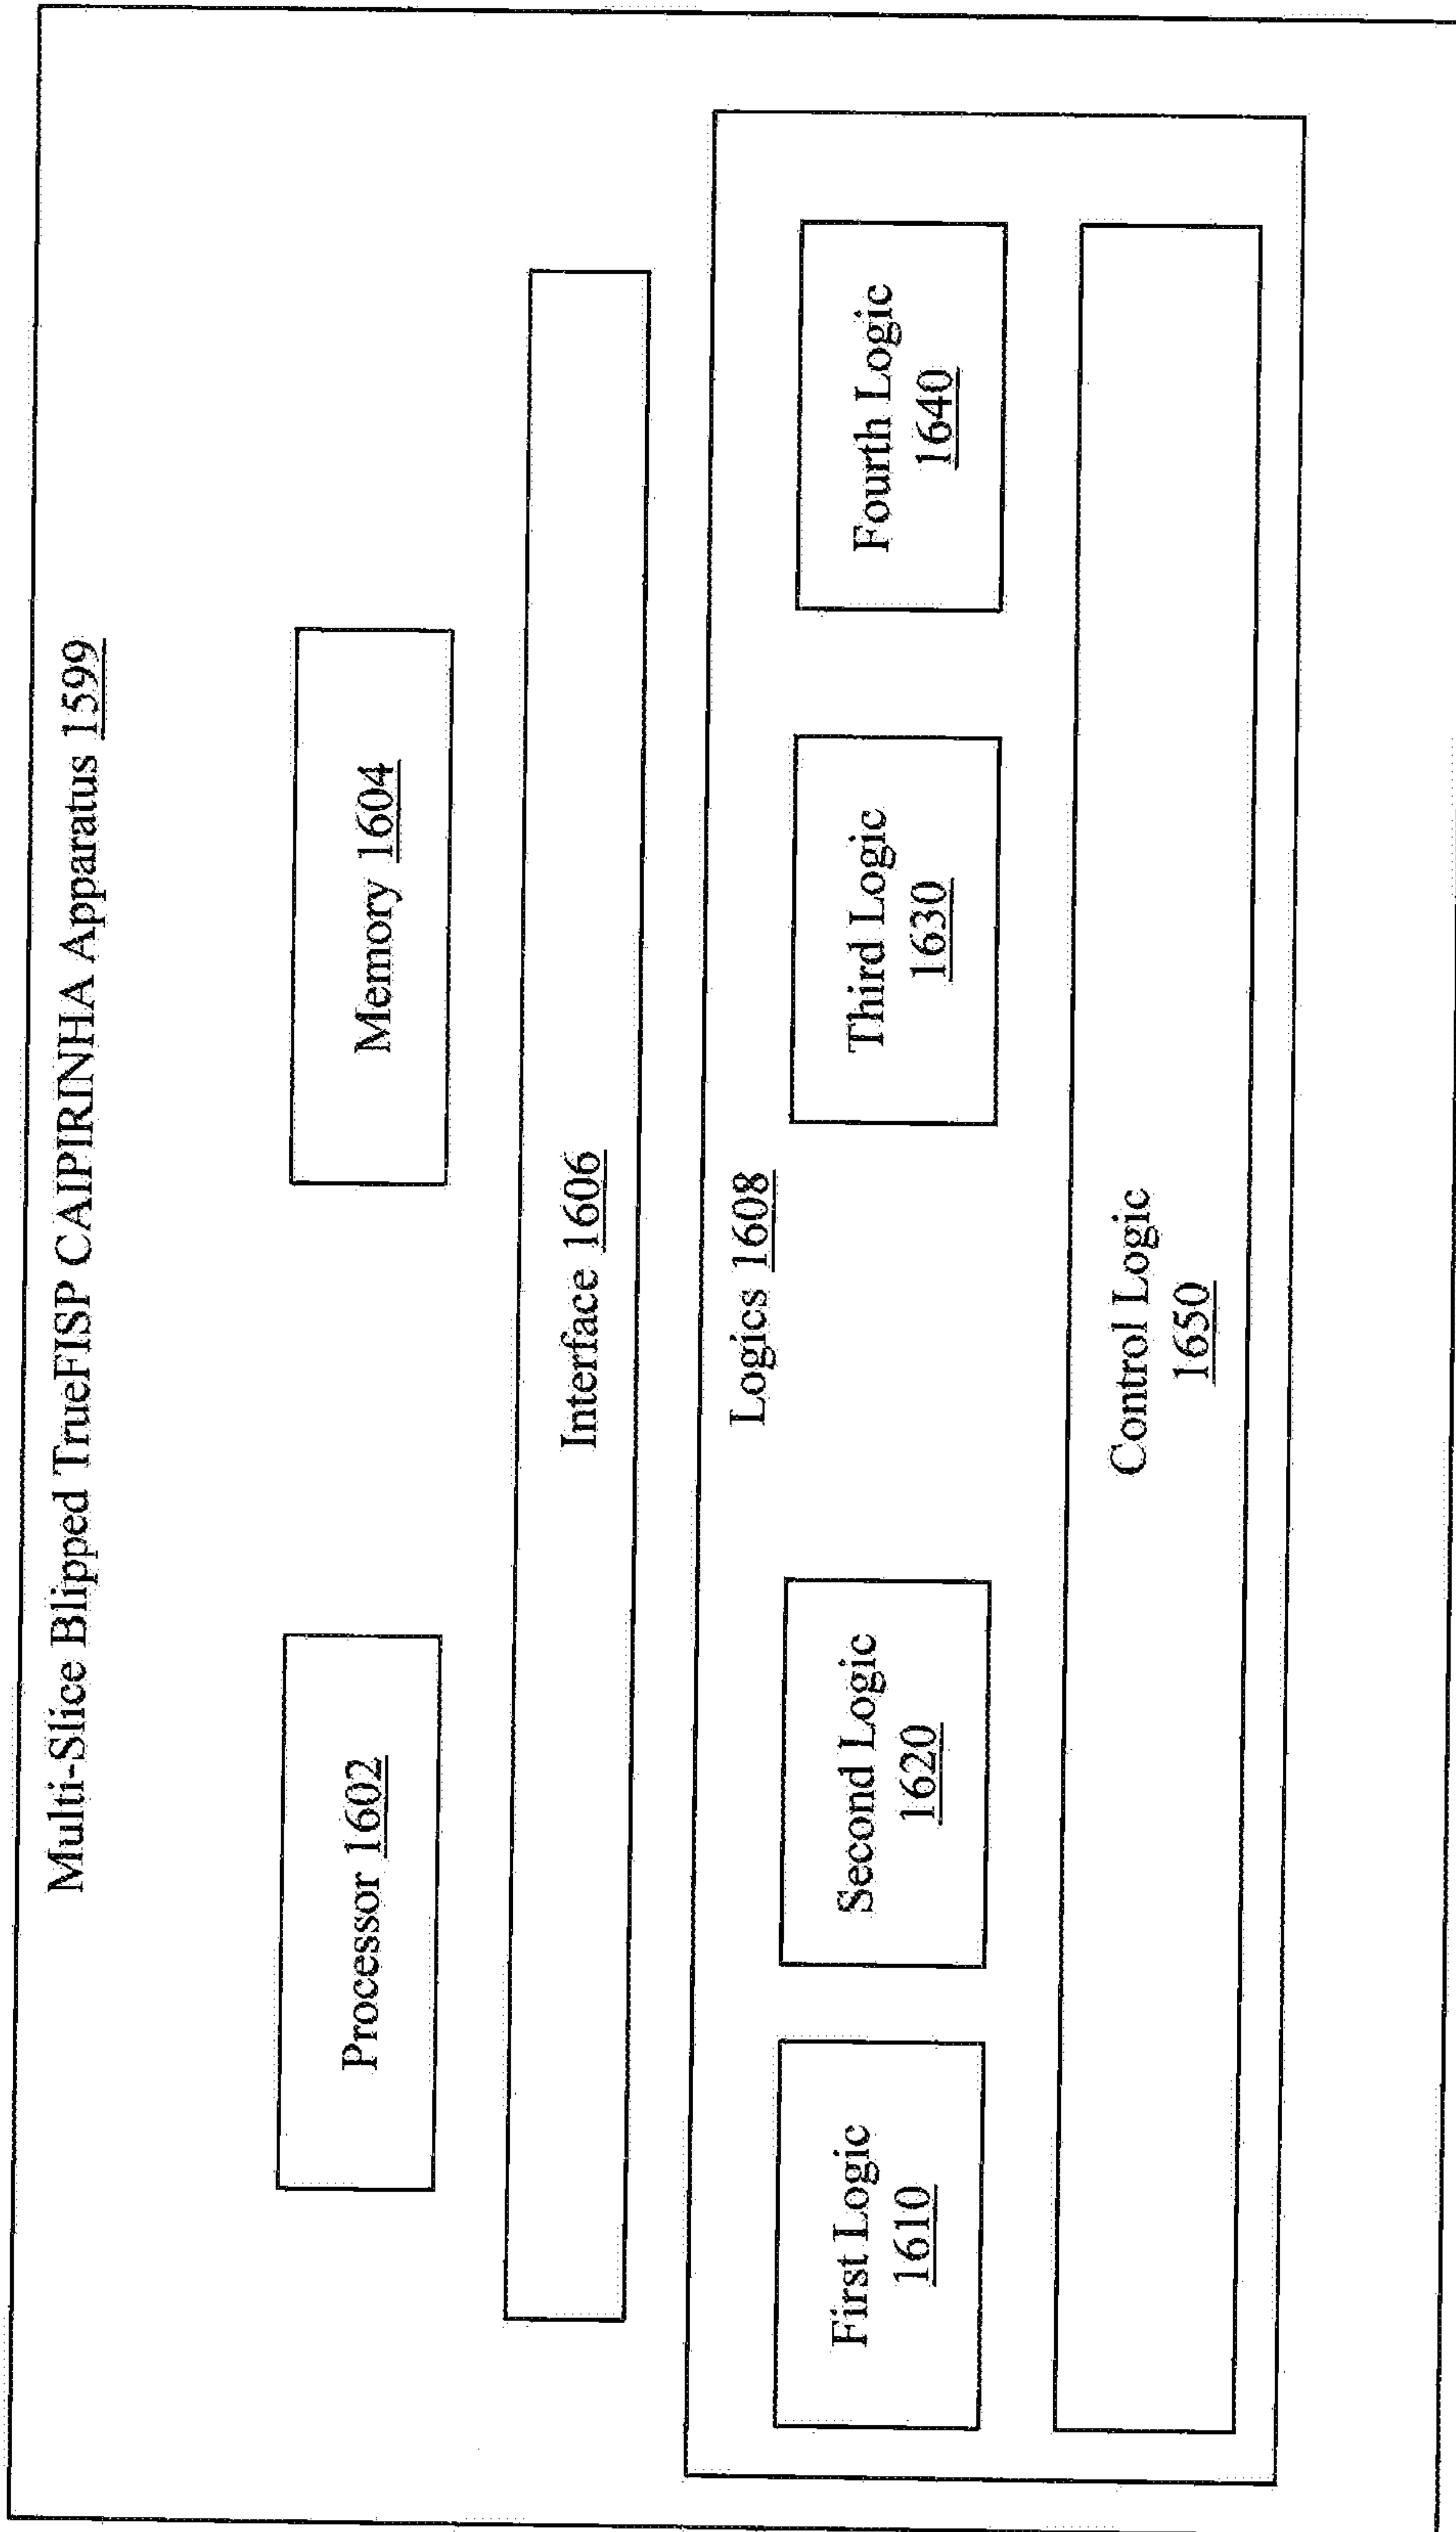 Multi-Slice Blipped TrueFISP CAIPIRINHA Apparatus 1599
Processor 1602
Memory 1604
Interface 1606
Logics 1608
First Logic
1610
Second Logic
1620
Third Logic
1630
Fourth Logic
1640
Control Logic
1650